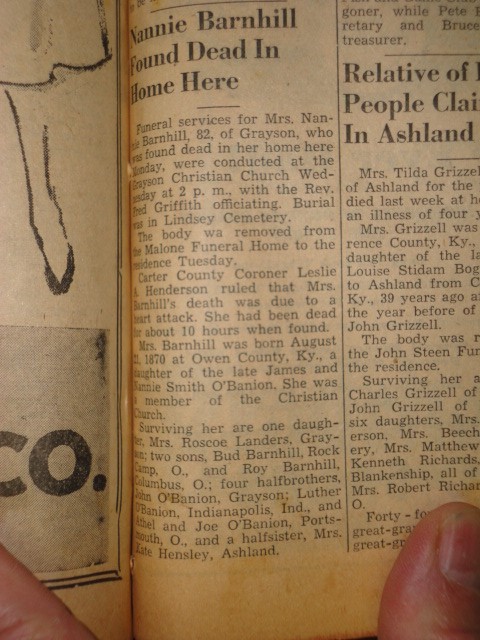 Nannie Barnhill
Found Dead In
Home Here
Funeral services for Mrs. Nan-
nie Barnhill, 82, of Grayson, who
was found dead in her home here
Monday, were conducted at the
Grayson Christian Church Wed-
nesday at 2 p. m., with the Rev.
Fred Griffith officiating. Burial
was in Lindsey Cemetery.
The body wa removed from
the Malone Funeral Home to the
residence Tuesday.
Carter County Coroner Leslie
A. Henderson ruled that Mrs.
Barnhill's death was due to a
heart attack. She had been dead
for about 10 hours when found.
Mrs. Barnhill was born August
1870 at Owen County, Ky., a
daughter of the late James and
Nannie Smith O'Banion. She was
a member of the Christian
Church.
Surviving her are one daugh-
ter, Mrs. Roscoe Landers, Gray-
son; two sons, Bud Barnhill, Rock
Camp, O., and Roy Barnhill,
Columbus, O.; four halfbrothers,
John O'Banion, Grayson; Luther
O'Banion, Indianapolis, Ind., and
Athel and Joe O'Banion, Ports-
mouth, O., and a halfsister, Mrs.
Kate Hensley, Ashland.
goner, while Pete
retary and Bruce
treasurer.
Relative of
People Clai
In Ashland
Mrs. Tilda Grizzel
of Ashland for the
died last week at h
an illness of four y
Mrs. Grizzell was
rence County, Ky.,
daughter of the la
Louise Stidam Bog
to Ashland from C
Ky., 39 years ago a
the year before of
John Grizzell.
The body was r
the John Steen Fun
the residence.
Surviving her a
Charles Grizzell of
John Grizzell of
six daughters, Mrs.
erson, Mrs. Beech
ery, Mrs. Matthew
Kenneth Richards,
Blankenship, all of
Mrs. Robert Richar
O.
Forty - fo
great-gra
great-gr
CO.